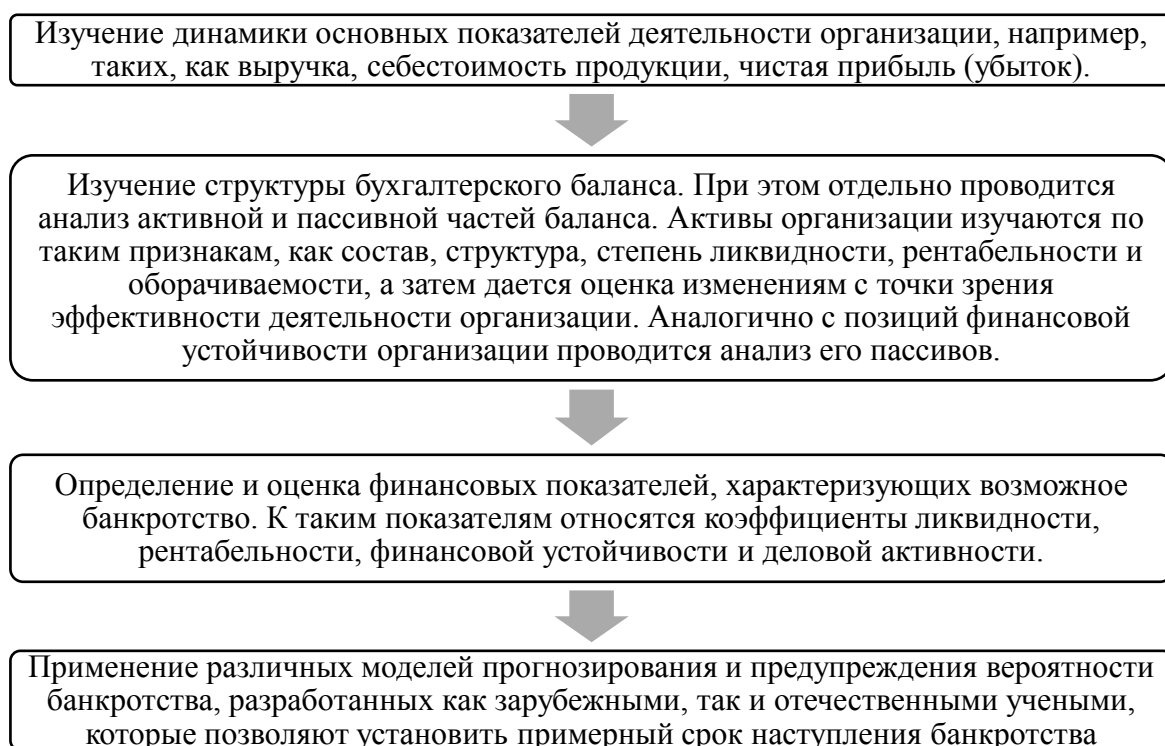 Изучение динамики основных показателей деятельности организации, например,
таких, как выручка, себестоимость продукции, чистая прибыль (убыток).
Изучение структуры бухгалтерского баланса. При этом отдельно проводится
анализ активной и пассивной частей баланса. Активы организации изучаются по
таким признакам, как состав, структура, степень ликвидности, рентабельности и
оборачиваемости, а затем дается оценка изменениям с точки зрения
эффективности деятельности организации. Аналогично с позиций финансовой
устойчивости организации проводится анализ его пассивов.
Определение и оценка финансовых показателей, характеризующих возможное
банкротство. К таким показателям относятся коэффициенты ликвидности,
рентабельности, финансовой устойчивости и деловой активности.
Применение различных моделей прогнозирования и предупреждения вероятности
банкротства, разработанных как зарубежными, так и отечественными учеными,
которые позволяют установить примерный срок наступления банкротства